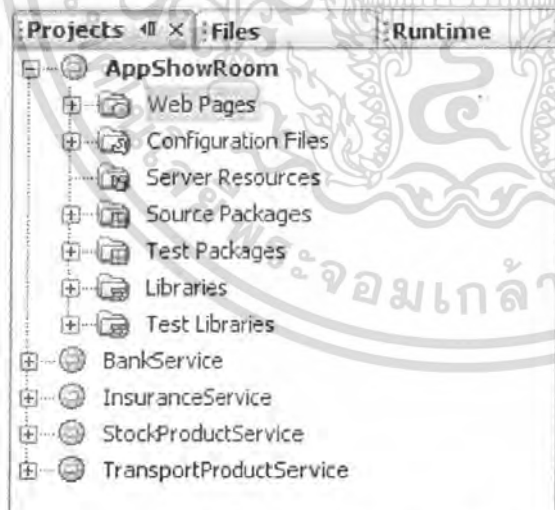 Projects Files Runtime
AppShowRoom
Web Pages
Configuration Files
Server Resources
Source Packages
Test Packages
Libraries
Test Libraries
BankService
InsuranceService
StockProductService
TransportProductService